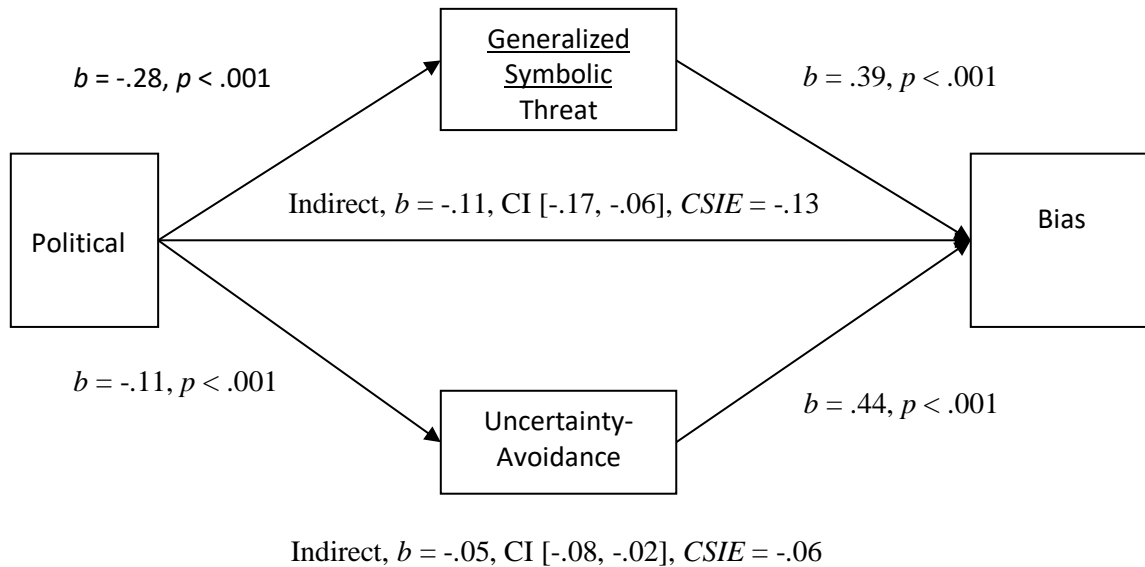 Generalized
Symbolic
Threat
b = -.28, p < .001
b = .39, p < .001
Indirect, b = -.11, CI [-.17, -.06], CSIE = -.13
Political
Bias
b = -.11, p < .001
b = .44, p < .001
Uncertainty-
Avoidance
Indirect, b = -.05, CI [-.08, -.02], CSIE = -.06